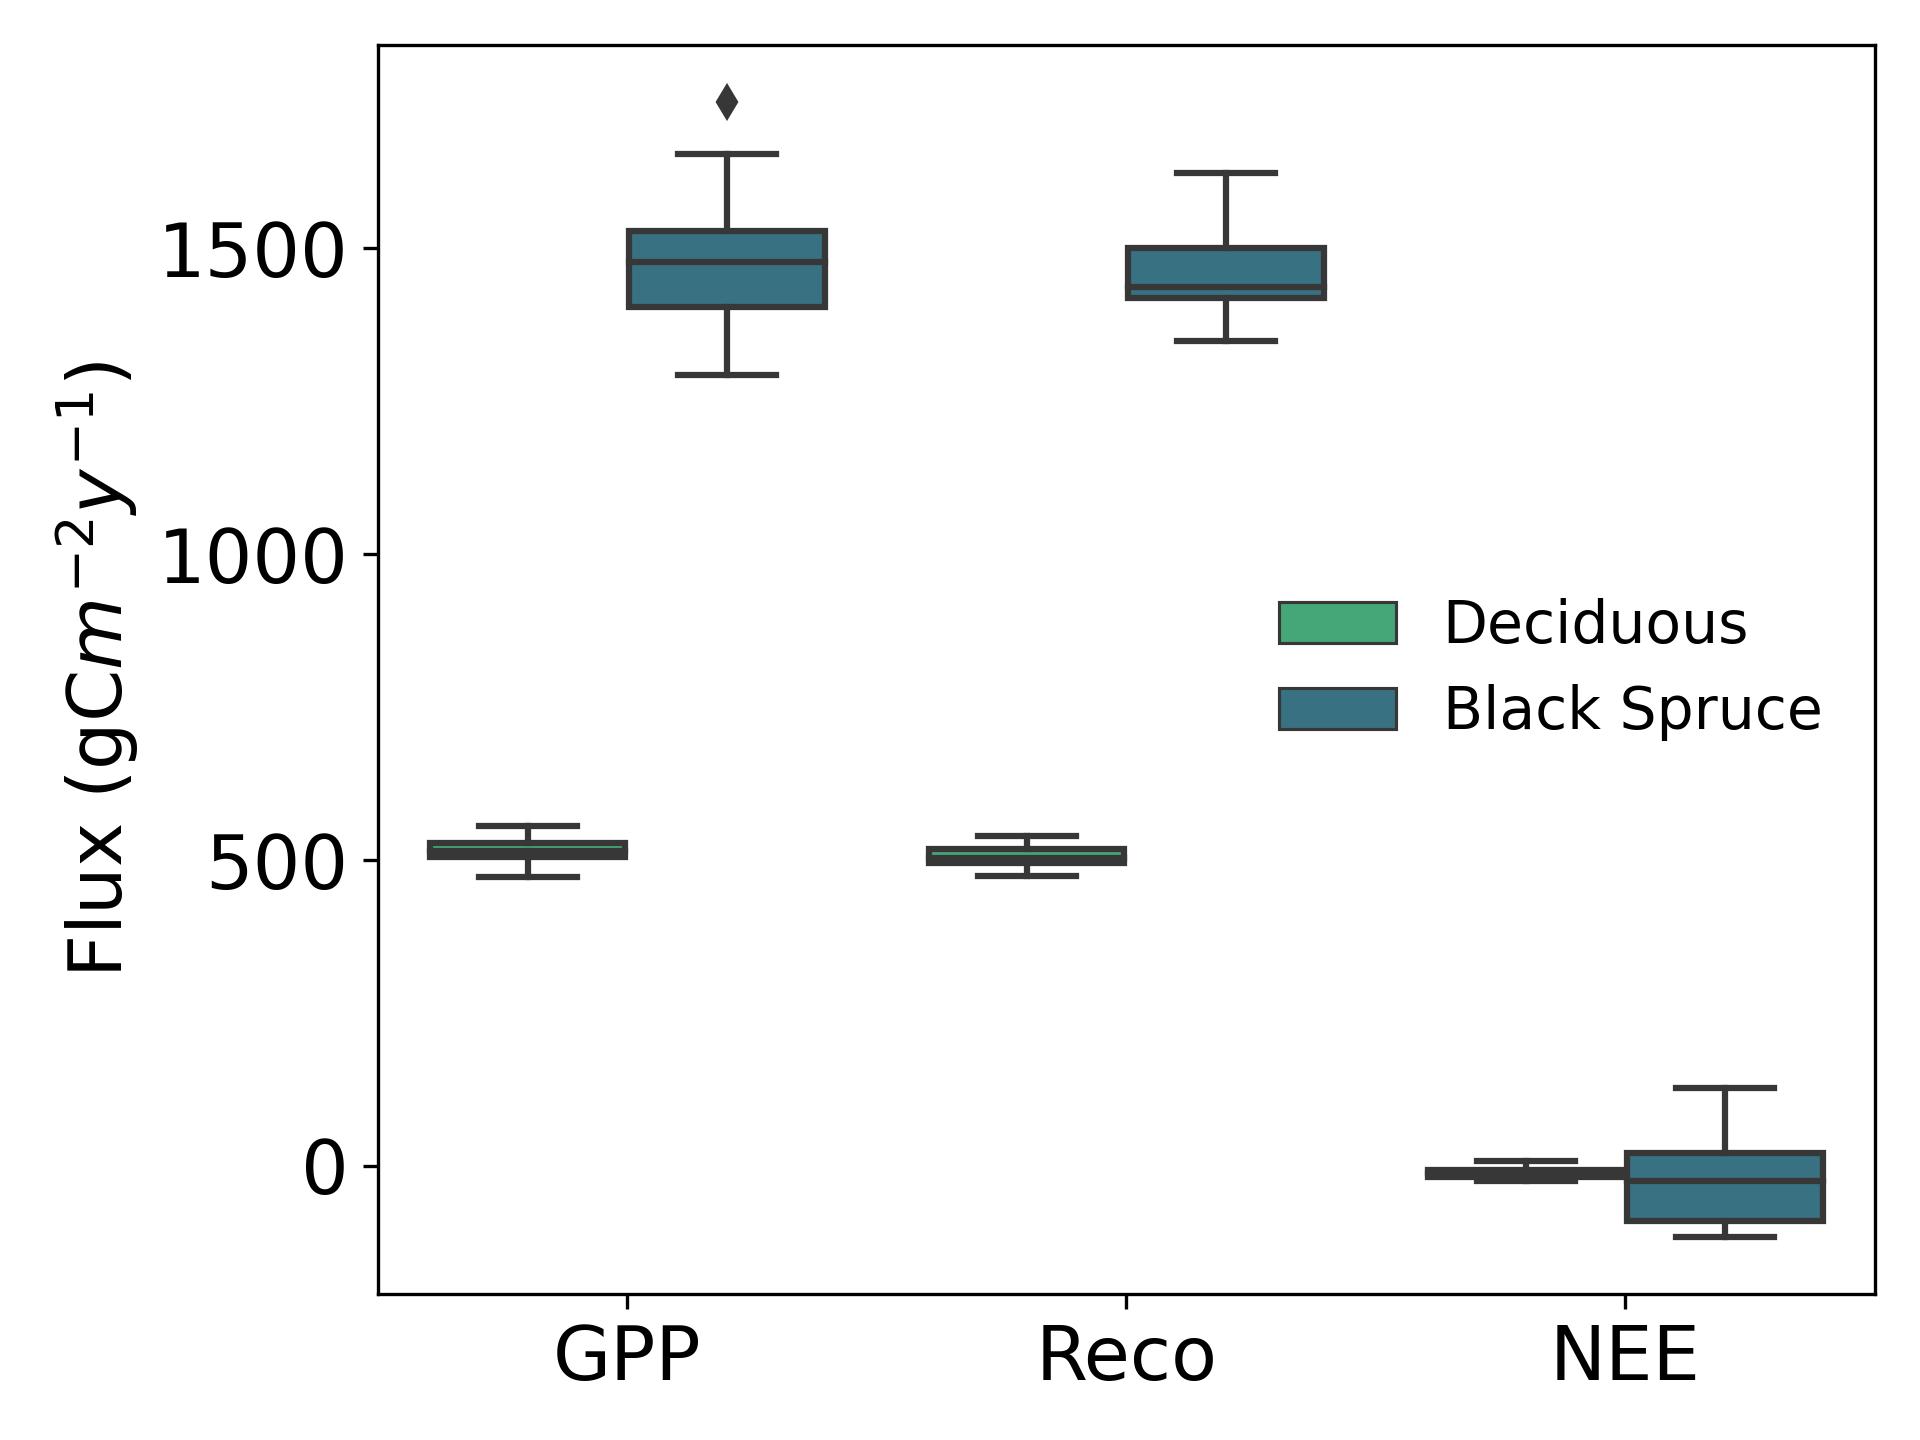 Flux (gCm⁻²y⁻¹)
1500
1000
500
0
Deciduous
Black Spruce
GPP
Reco
NEE